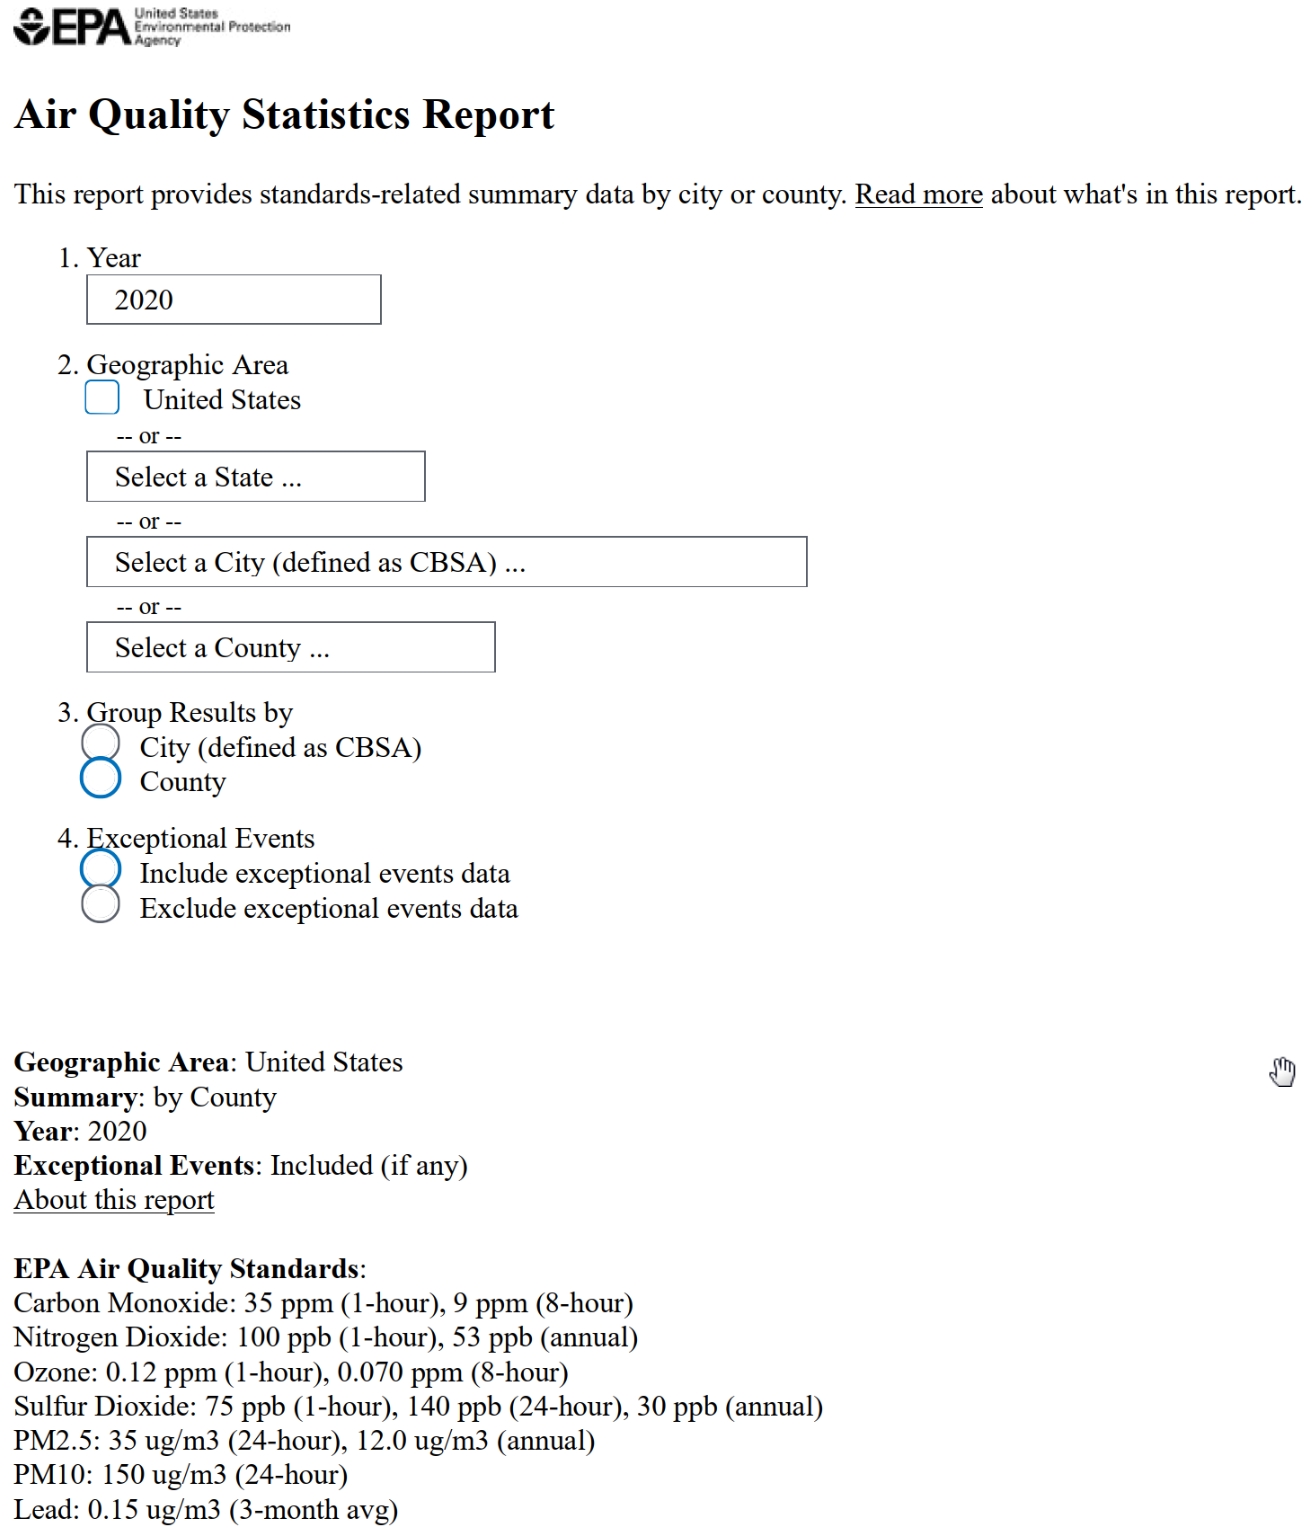 EPA United States
Environmental Protection
Agency
Air Quality Statistics Report
This report provides standards-related summary data by city or county. Read more about what's in this report.
1. Year
2020
2. Geographic Area
United States
-- or --
Select a State ...
-- or --
Select a City (defined as CBSA) ...
-- or --
Select a County ...
3. Group Results by
City (defined as CBSA)
County
4. Exceptional Events
Include exceptional events data
Exclude exceptional events data
Geographic Area: United States
Summary: by County
Year: 2020
Exceptional Events: Included (if any)
About this report
EPA Air Quality Standards:
Carbon Monoxide: 35 ppm (1-hour), 9 ppm (8-hour)
Nitrogen Dioxide: 100 ppb (1-hour), 53 ppb (annual)
Ozone: 0.12 ppm (1-hour), 0.070 ppm (8-hour)
Sulfur Dioxide: 75 ppb (1-hour), 140 ppb (24-hour), 30 ppb (annual)
PM2.5: 35 ug/m3 (24-hour), 12.0 ug/m3 (annual)
PM10: 150 ug/m3 (24-hour)
Lead: 0.15 ug/m3 (3-month avg)